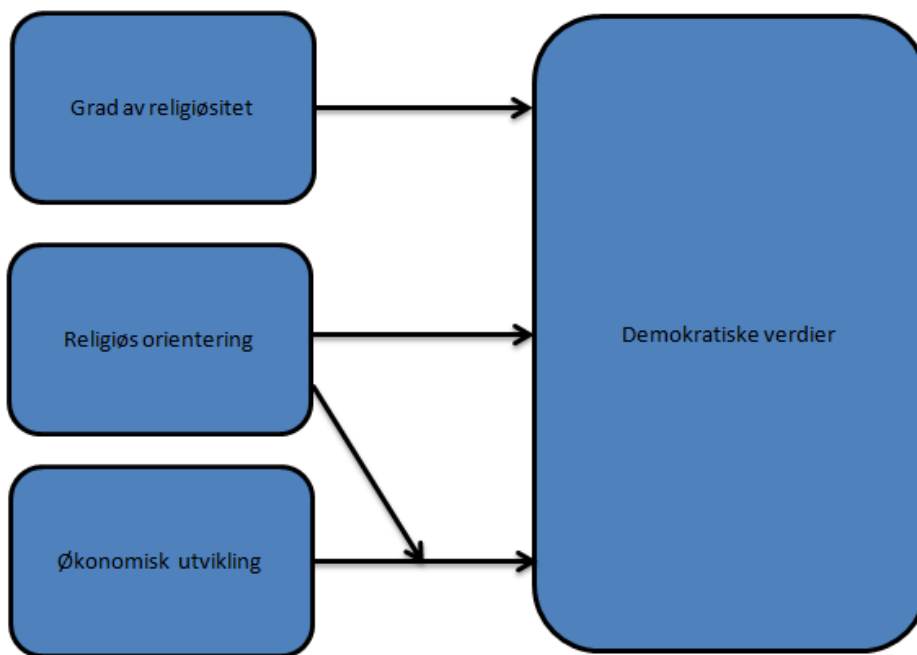 Grad av religiøsitet
Religiøs orientering
Demokratiske verdier
Økonomisk utvikling